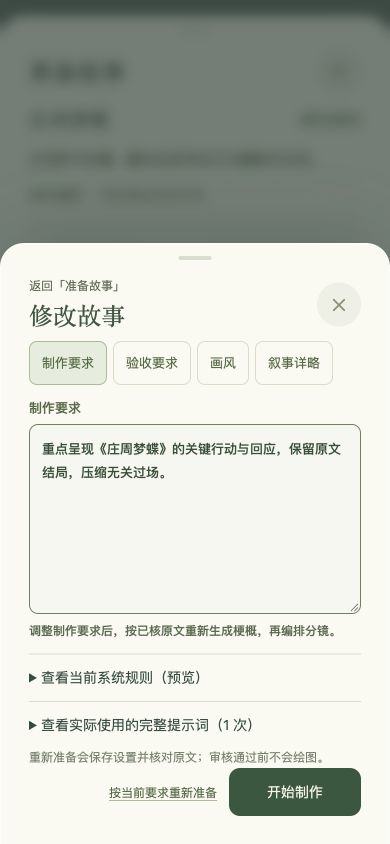 返回「准备故事」
修改故事
制作要求
验收要求
画风
叙事详略
制作要求
重点呈现《庄周梦蝶》的关键行动与回应，保留原文
结局，压缩无关过场。
调整制作要求后，按已核原文重新生成梗概，再编排分镜。
查看当前系统规则（预览）
查看实际使用的完整提示词（1 次）
重新准备会保存设置并核对原文；审核通过前不会绘图。
按当前要求重新准备
开始制作